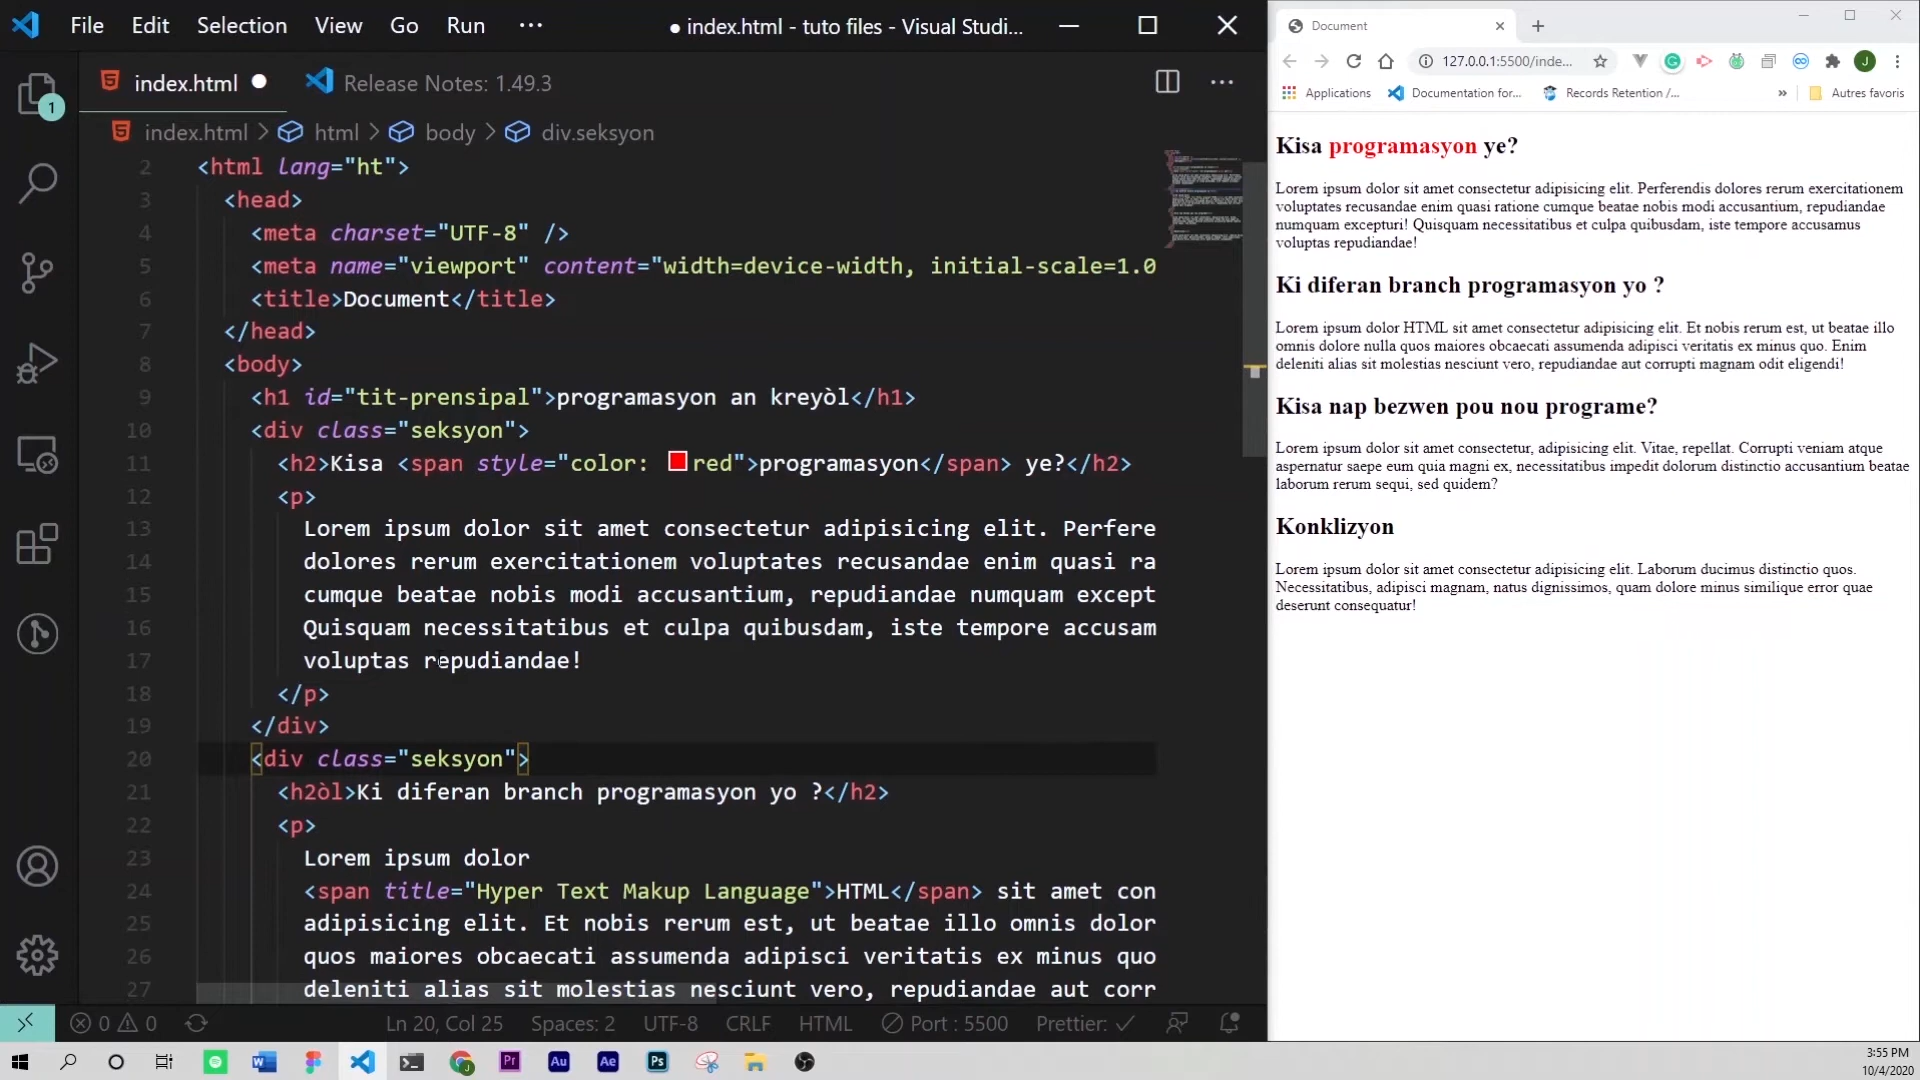 File Edit Selection View Go Run ···
● index.html - tuto files - Visual Studi...
index.html ●
Release Notes: 1.49.3
index.html > html > body > div.seksyon
2 <html lang="ht">
3 <head>
4 <meta charset="UTF-8" />
5 <meta name="viewport" content="width=device-width, initial-scale=1.0
6 <title>Document</title>
7 </head>
8 <body>
9 <h1 id="tit-prensipal">programasyon an kreyòl</h1>
10 <div class="seksyon">
11 <h2>Kisa <span style="color: red">programasyon</span> ye?</h2>
12 <p>
13 Lorem ipsum dolor sit amet consectetur adipisicing elit. Perfere
14 dolores rerum exercitationem voluptates recusandae enim quasi ra
15 cumque beatae nobis modi accusantium, repudiandae numquam except
16 Quisquam necessitatibus et culpa quibusdam, iste tempore accusam
17 voluptas repudiandae!
18 </p>
19 </div>
20 <div class="seksyon">
21 <h2òl>Ki diferan branch programasyon yo ?</h2>
22 <p>
23 Lorem ipsum dolor
24 <span title="Hyper Text Makup Language">HTML</span> sit amet con
25 adipisicing elit. Et nobis rerum est, ut beatae illo omnis dolor
26 quos maiores obcaecati assumenda adipisci veritatis ex minus quo
27 deleniti alias sit molestias nesciunt vero, repudiandae aut corr
1
0 0 Ln 20, Col 25 Spaces: 2 UTF-8 CRLF HTML Port : 5500 Prettier: ✓
Document
127.0.0.1:5500/inde...
Applications Documentation for... Records Retention /... » Autres favoris
Kisa programasyon ye?
Lorem ipsum dolor sit amet consectetur adipisicing elit. Perferendis dolores rerum exercitationem
voluptates recusandae enim quasi ratione cumque beatae nobis modi accusantium, repudiandae
numquam excepturi! Quisquam necessitatibus et culpa quibusdam, iste tempore accusamus
voluptas repudiandae!
Ki diferan branch programasyon yo ?
Lorem ipsum dolor HTML sit amet consectetur adipisicing elit. Et nobis rerum est, ut beatae illo
omnis dolore nulla quos maiores obcaecati assumenda adipisci veritatis ex minus quo. Enim
deleniti alias sit molestias nesciunt vero, repudiandae aut corrupti magnam odit eligendi!
Kisa nap bezwen pou nou programe?
Lorem ipsum dolor sit amet consectetur, adipisicing elit. Vitae, repellat. Corrupti veniam atque
aspernatur saepe eum quia magni ex, necessitatibus impedit dolorum distinctio accusantium beatae
laborum rerum sequi, sed quidem?
Konklizyon
Lorem ipsum dolor sit amet consectetur adipisicing elit. Laborum ducimus distinctio quos.
Necessitatibus, adipisci magnam, natus dignissimos, quam dolore minus similique error quae
deserunt consequatur!
J
W Pr Au Ae Ps
3:55 PM
10/4/2020